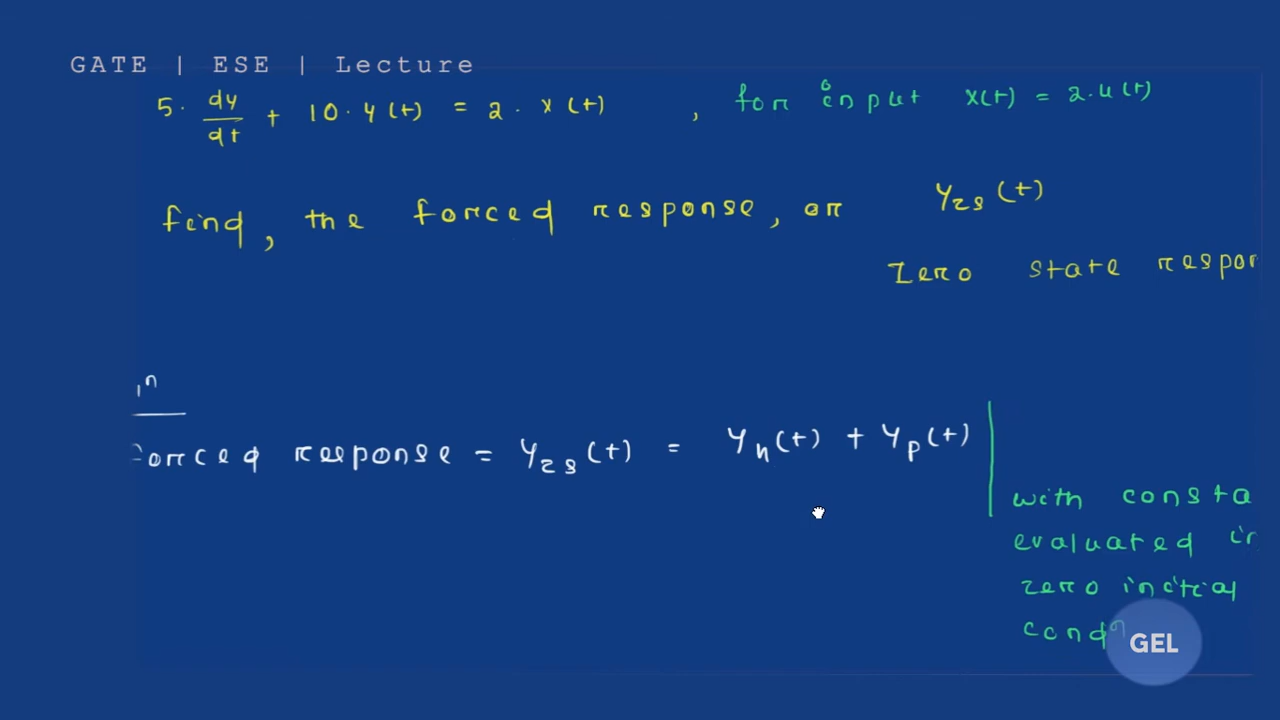 GATE | ESE | Lecture
5. dy/dt + 10. y(t) = 2. x(t) , for input x(t) = 2.u(t)
find, the forced response, or y_zs(t)
zero state respon
n
forced response = y_zs(t) = y_h(t) + y_p(t) |
with consta
evaluated in
zero initial
cond^n
GEL